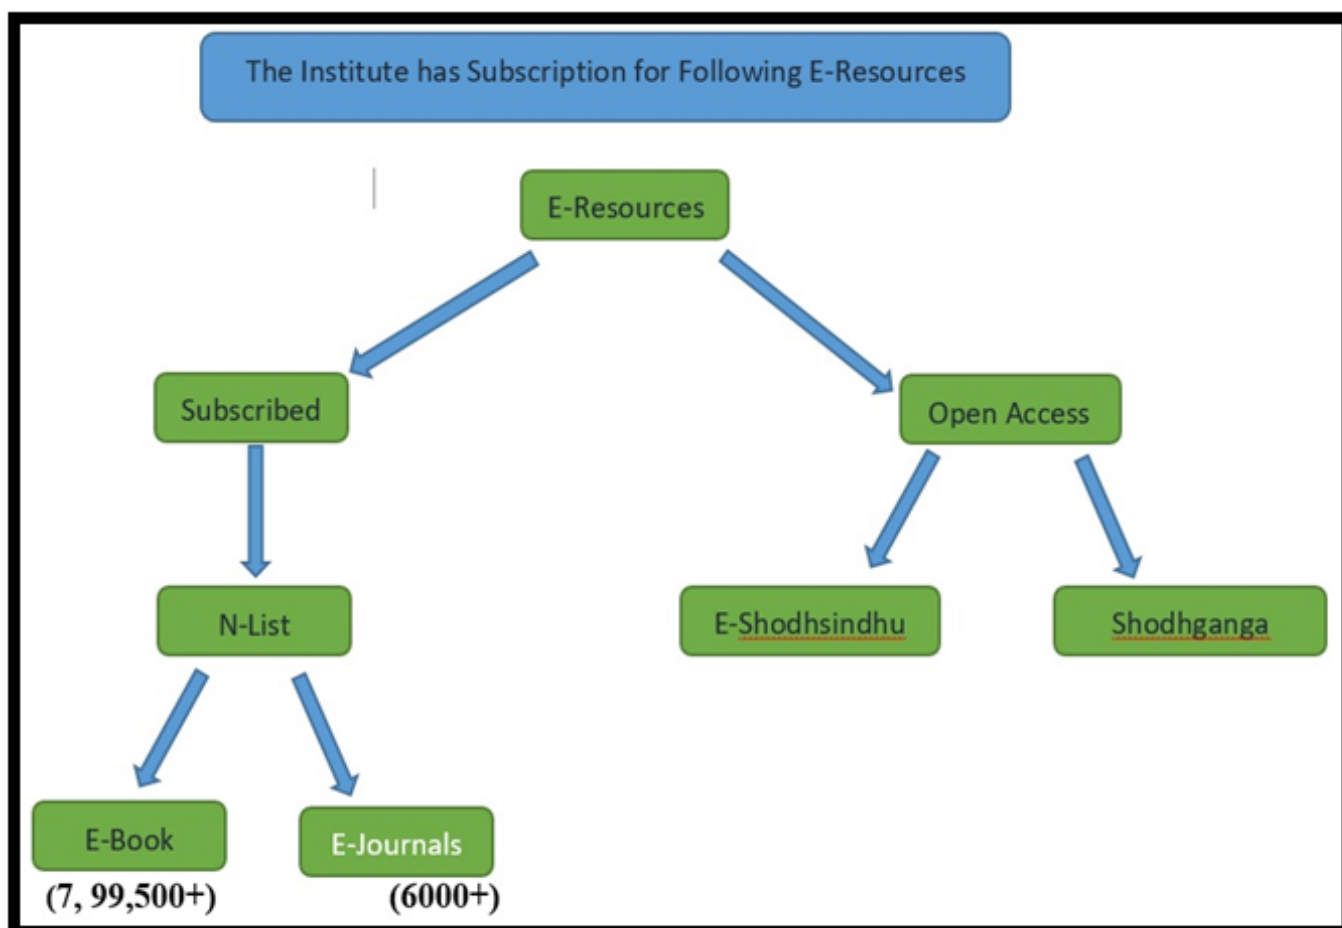 The Institute has Subscription for Following E-Resources
E-Resources
Subscribed
Open Access
N-List
E-Shodhsindhu
Shodhganga
E-Book
E-Journals
(7, 99,500+)
(6000+)